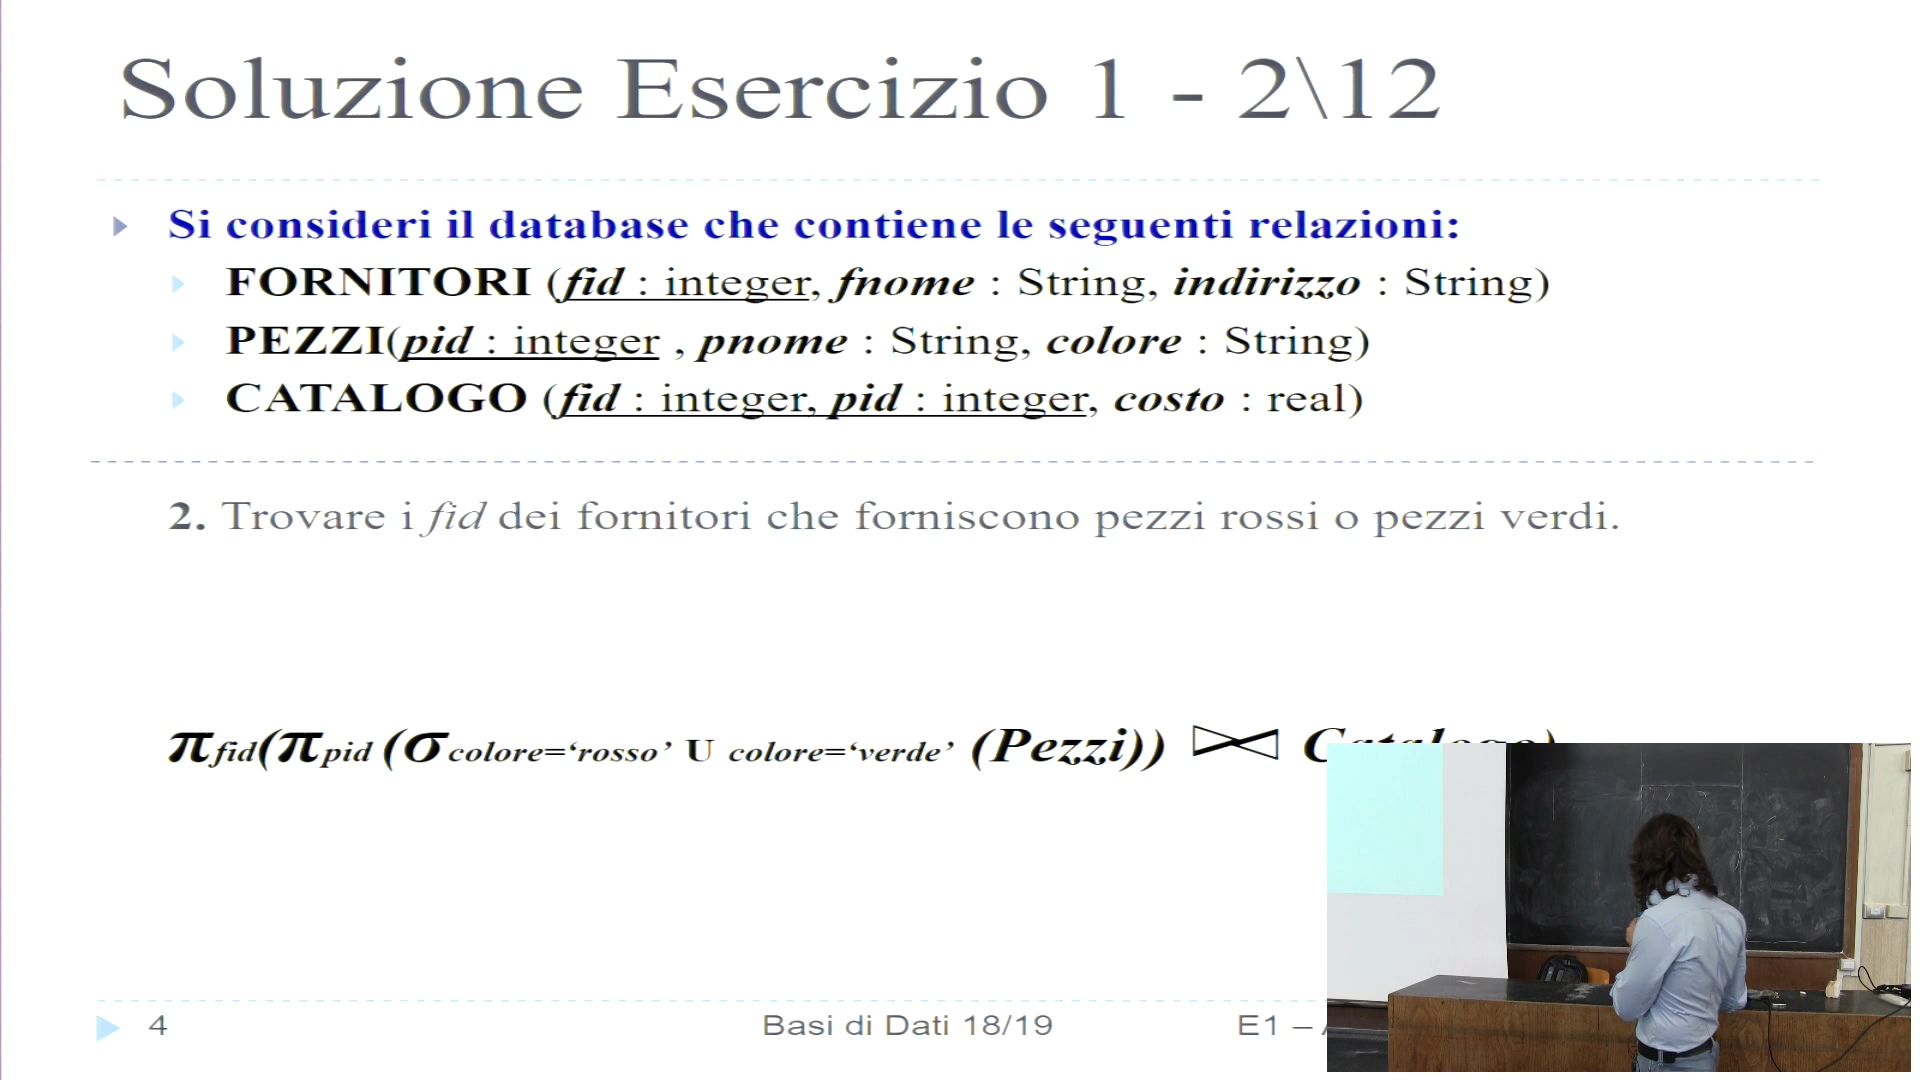 Soluzione Esercizio 1 - 2\12
Si consideri il database che contiene le seguenti relazioni:
FORNITORI (fid : integer, fnome : String, indirizzo : String)
PEZZI(pid : integer , pnome : String, colore : String)
CATALOGO (fid : integer, pid : integer, costo : real)
2. Trovare i fid dei fornitori che forniscono pezzi rossi o pezzi verdi.
πfid(πpid (σcolore=‘rosso’ U colore=‘verde’ (Pezzi)) ⋈ Catalogo)
4
Basi di Dati 18/19
E1 –